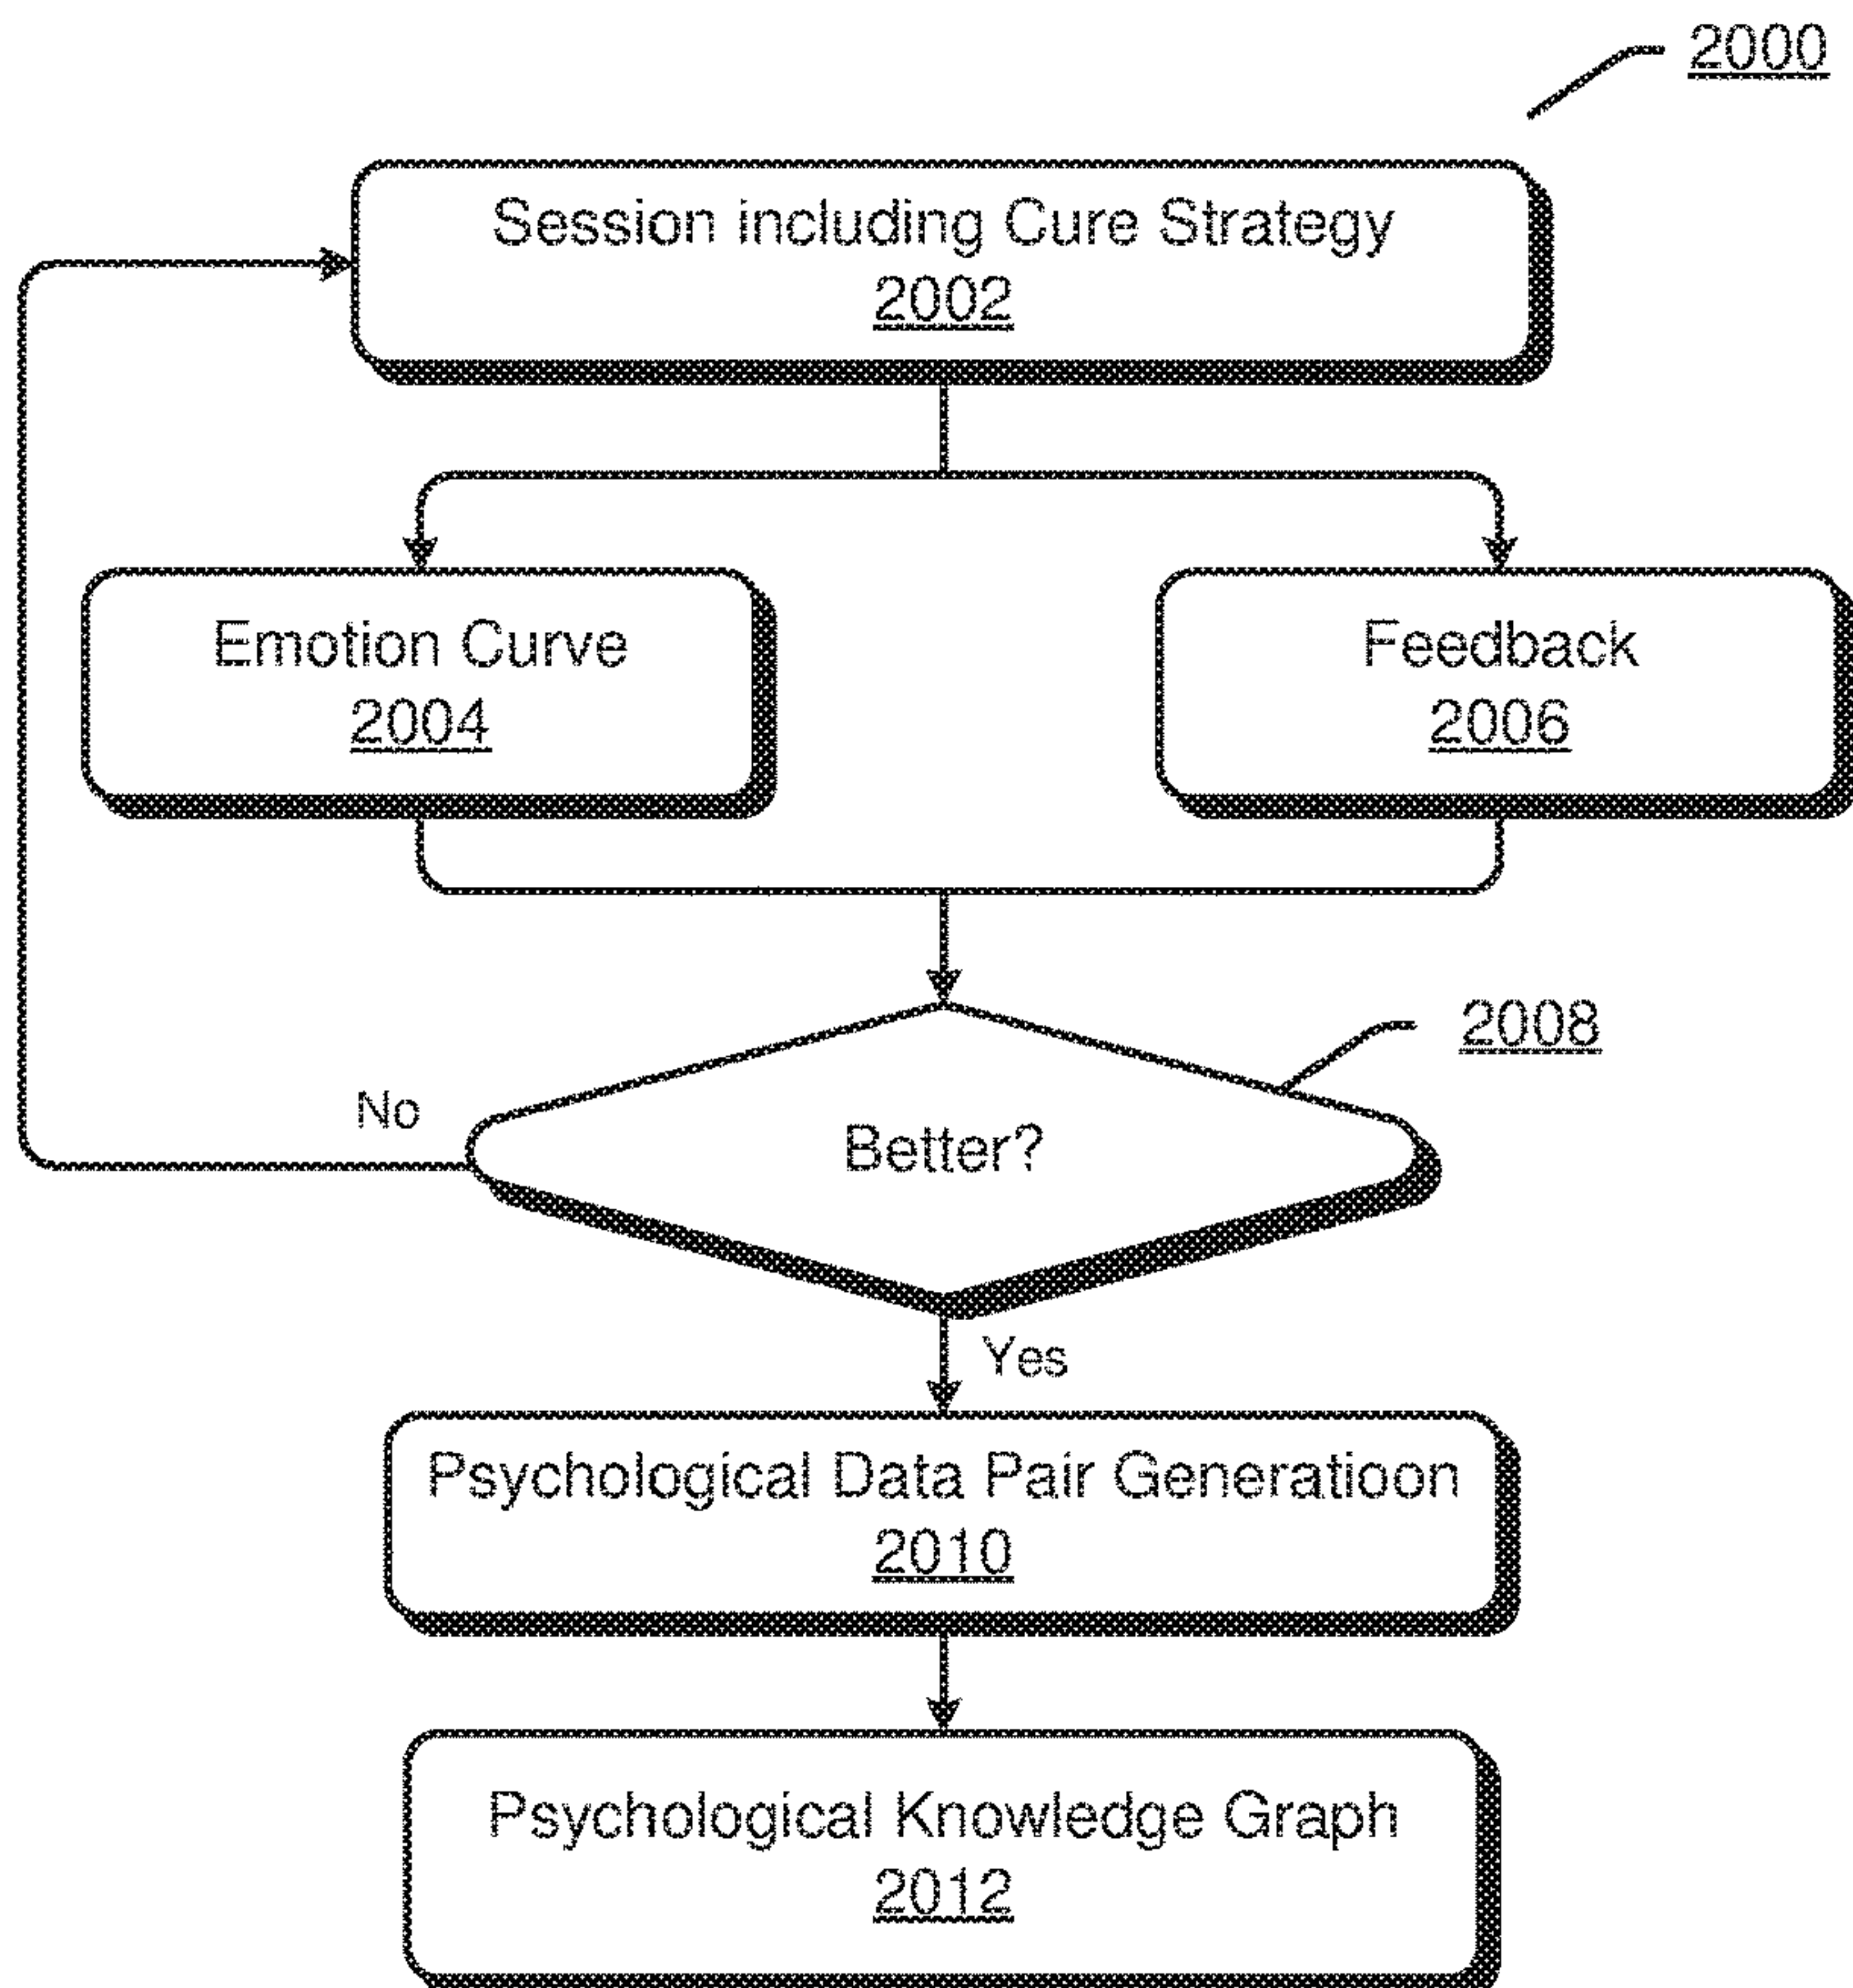 2000
Session including Cure Strategy
2002
Emotion Curve
2004
Feedback
2006
2008
No
Better?
Yes
Psychological Data Pair Generatioon
2010
Psychological Knowledge Graph
2012